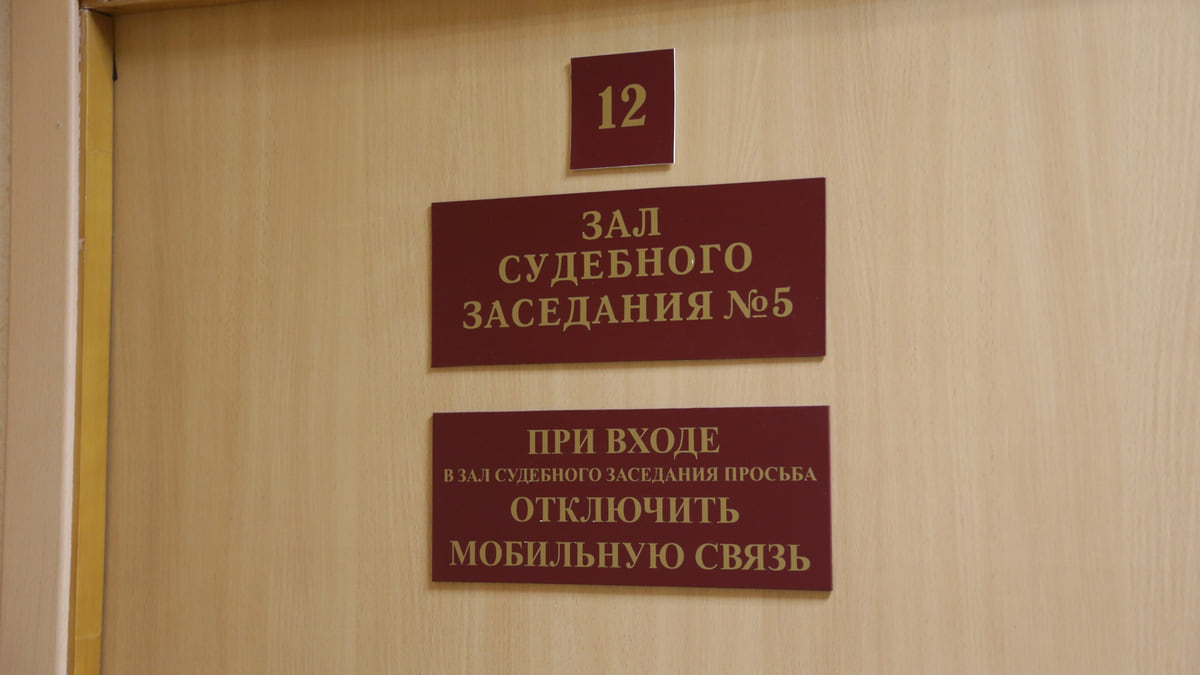 12
ЗАЛ
СУДЕБНОГО
ЗАСЕДАНИЯ №5
ПРИ ВХОДЕ
В ЗАЛ СУДЕБНОГО ЗАСЕДАНИЯ ПРОСЬБА
ОТКЛЮЧИТЬ
МОБИЛЬНУЮ СВЯЗЬ